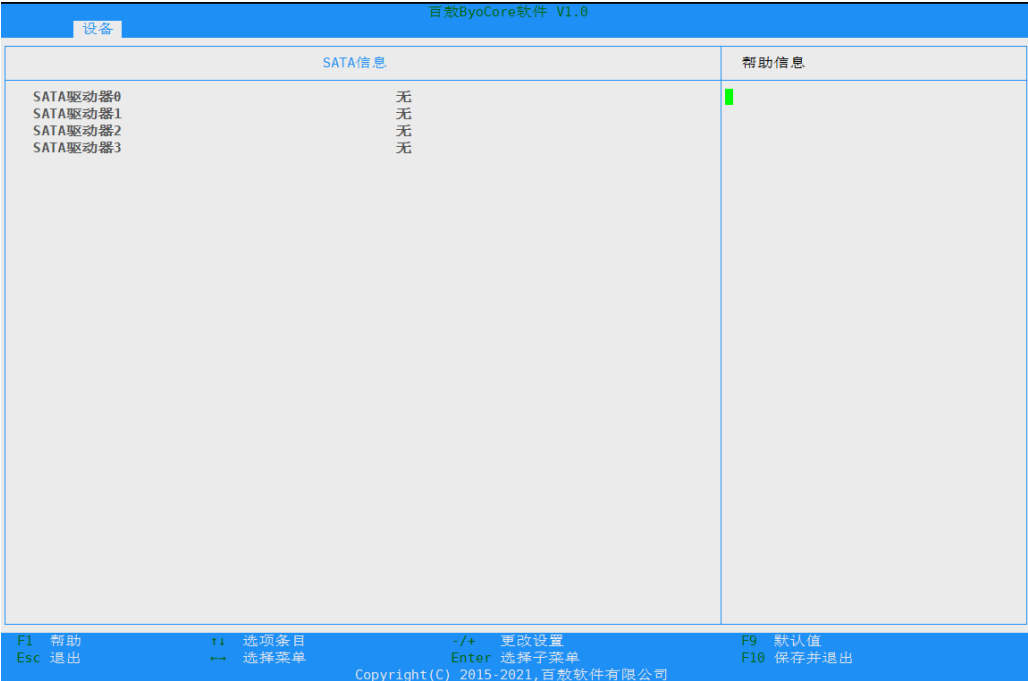 百敖ByoCore软件 V1.0
设备
SATA信息 帮助信息
SATA驱动器0 无
SATA驱动器1 无
SATA驱动器2 无
SATA驱动器3 无
F1 帮助 ↑↓ 选项条目 -/+ 更改设置 F9 默认值
Esc 退出 ←→ 选择菜单 Enter 选择子菜单 F10 保存并退出
Copyright(C) 2015-2021,百敖软件有限公司